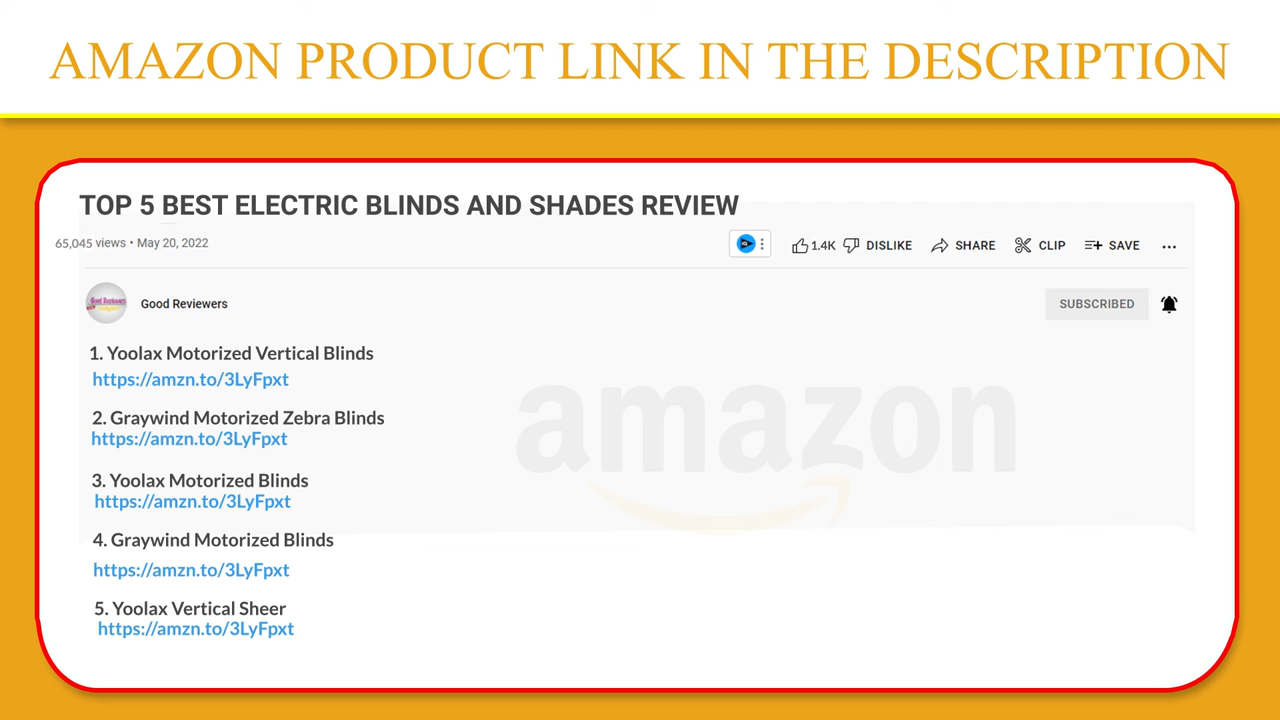 AMAZON PRODUCT LINK IN THE DESCRIPTION
TOP 5 BEST ELECTRIC BLINDS AND SHADES REVIEW
65,045 views • May 20, 2022
1.4K DISLIKE SHARE CLIP SAVE ...
Good Reviewers
Good Reviewers
SUBSCRIBED
1. Yoolax Motorized Vertical Blinds
https://amzn.to/3LyFpxt
2. Graywind Motorized Zebra Blinds
https://amzn.to/3LyFpxt
3. Yoolax Motorized Blinds
https://amzn.to/3LyFpxt
4. Graywind Motorized Blinds
https://amzn.to/3LyFpxt
5. Yoolax Vertical Sheer
https://amzn.to/3LyFpxt
amazon